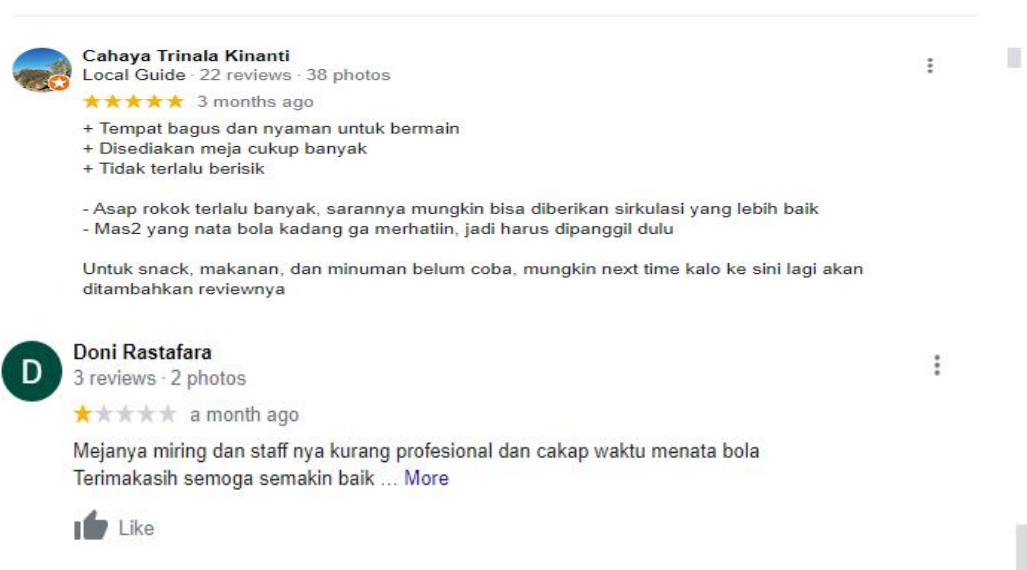 Cahaya Trinala Kinanti
Local Guide · 22 reviews · 38 photos
3 months ago
+ Tempat bagus dan nyaman untuk bermain
+ Disediakan meja cukup banyak
+ Tidak terlalu berisik
- Asap rokok terlalu banyak, sarannya mungkin bisa diberikan sirkulasi yang lebih baik
- Mas2 yang nata bola kadang ga merhatiin, jadi harus dipanggil dulu
Untuk snack, makanan, dan minuman belum coba, mungkin next time kalo ke sini lagi akan
ditambahkan reviewnya
D
Doni Rastafara
3 reviews · 2 photos
a month ago
Mejanya miring dan staff nya kurang profesional dan cakap waktu menata bola
Terimakasih semoga semakin baik ... More
Like